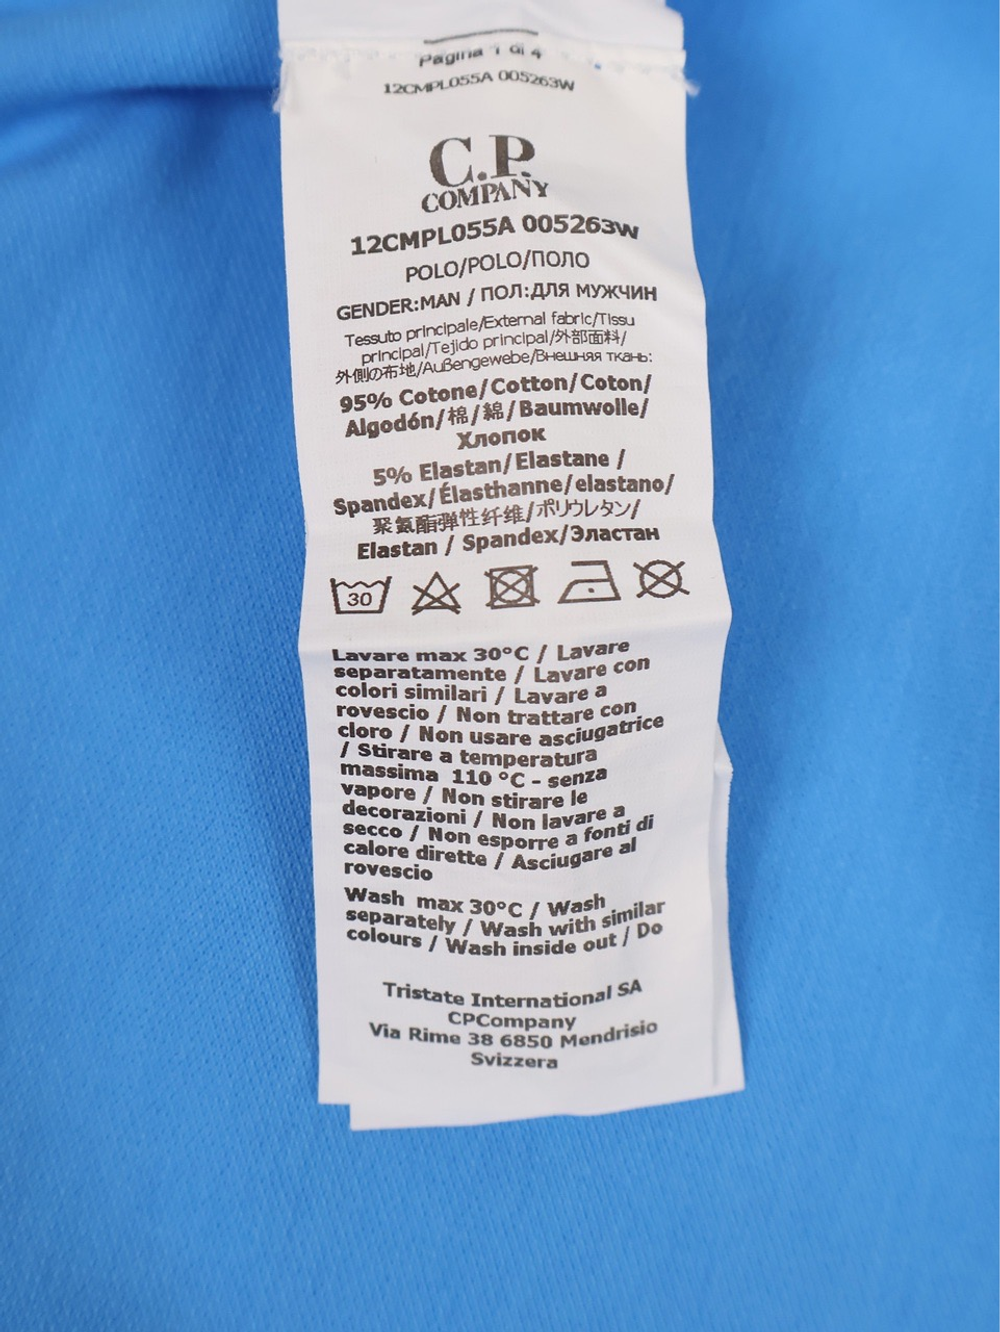 Pagina 1 di 4
12CMPL055A 005263W
C.P.
COMPANY
12CMPL055A 005263W
POLO/POLO/ПОЛО
GENDER:MAN / ПОЛ:ДЛЯ МУЖЧИН
Tessuto principale/External fabric/Tissu
principal/Tejido principal/外部面料/
外側の布地/Außengewebe/Внешняя ткань:
95% Cotone/Cotton/Coton/
Algodón/棉/綿/Baumwolle/
Хлопок
5% Elastan/Elastane /
Spandex/Élasthanne/elastano/
聚氨酯弹性纤维/ポリウレタン/
Elastan / Spandex/Эластан
30
Lavare max 30°C / Lavare
separatamente / Lavare con
colori similari / Lavare a
rovescio / Non trattare con
cloro / Non usare asciugatrice
/ Stirare a temperatura
massima 110 °C - senza
vapore / Non stirare le
decorazioni / Non lavare a
secco / Non esporre a fonti di
calore dirette / Asciugare al
rovescio
Wash max 30°C / Wash
separately / Wash with similar
colours / Wash inside out / Do
Tristate International SA
CPCompany
Via Rime 38 6850 Mendrisio
Svizzera